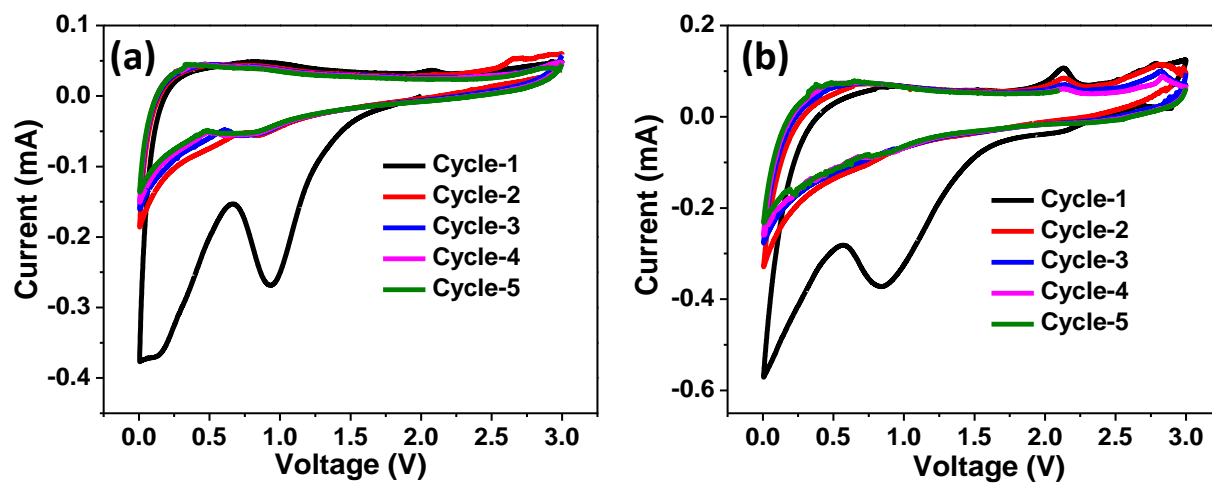 (a)
Current (mA)
0.1
0.0
-0.1
-0.2
-0.3
-0.4
Cycle-1
Cycle-2
Cycle-3
Cycle-4
Cycle-5
0.0 0.5 1.0 1.5 2.0 2.5 3.0
Voltage (V)
(b)
Current (mA)
0.2
0.0
-0.2
-0.4
-0.6
Cycle-1
Cycle-2
Cycle-3
Cycle-4
Cycle-5
0.0 0.5 1.0 1.5 2.0 2.5 3.0
Voltage (V)